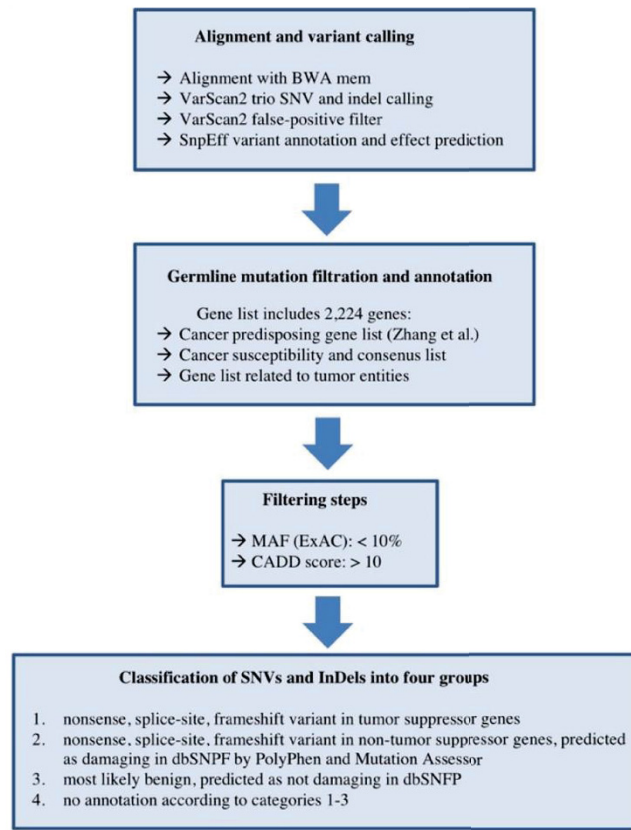 Alignment and variant calling
→ Alignment with BWA mem
→ VarScan2 trio SNV and indel calling
→ VarScan2 false-positive filter
→ SnpEff variant annotation and effect prediction
Germline mutation filtration and annotation
Gene list includes 2,224 genes:
→ Cancer predisposing gene list (Zhang et al.)
→ Cancer susceptibility and consenus list
→ Gene list related to tumor entities
Filtering steps
→ MAF (ExAC): < 10%
→ CADD score: > 10
Classification of SNVs and InDels into four groups
1. nonsense, splice-site, frameshift variant in tumor suppressor genes
2. nonsense, splice-site, frameshift variant in non-tumor suppressor genes, predicted
as damaging in dbSNPF by PolyPhen and Mutation Assessor
3. most likely benign, predicted as not damaging in dbSNFP
4. no annotation according to categories 1-3